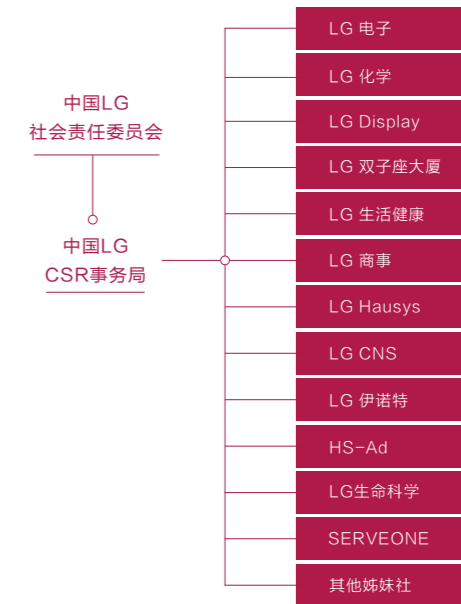 中国LG
社会责任委员会
中国LG
CSR事务局
LG 电子
LG 化学
LG Display
LG 双子座大厦
LG 生活健康
LG 商事
LG Hausys
LG CNS
LG 伊诺特
HS-Ad
LG生命科学
SERVEONE
其他姊妹社